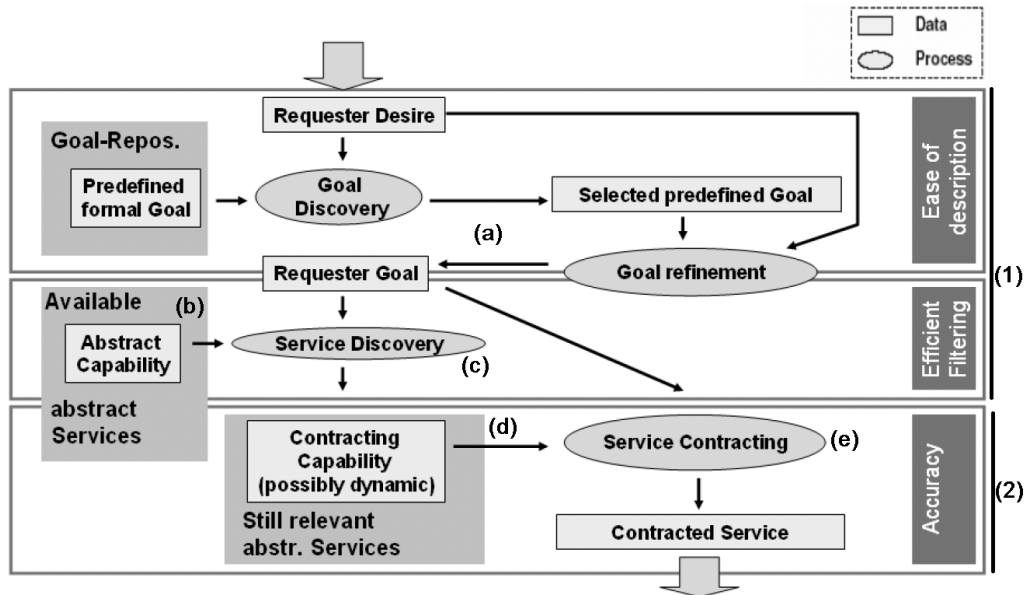 Data
Process
Requester Desire
Goal-Repos.
Predefined
formal Goal
Goal
Discovery
Selected predefined Goal
Ease of
description
(a)
Requester Goal
Goal refinement
(1)
Available
(b)
Abstract
Capability
Service Discovery
(c)
Efficient
Filtering
abstract
Services
Contracting
Capability
(possibly dynamic)
(d)
Service Contracting
(e)
Accuracy
(2)
Still relevant
abstr. Services
Contracted Service